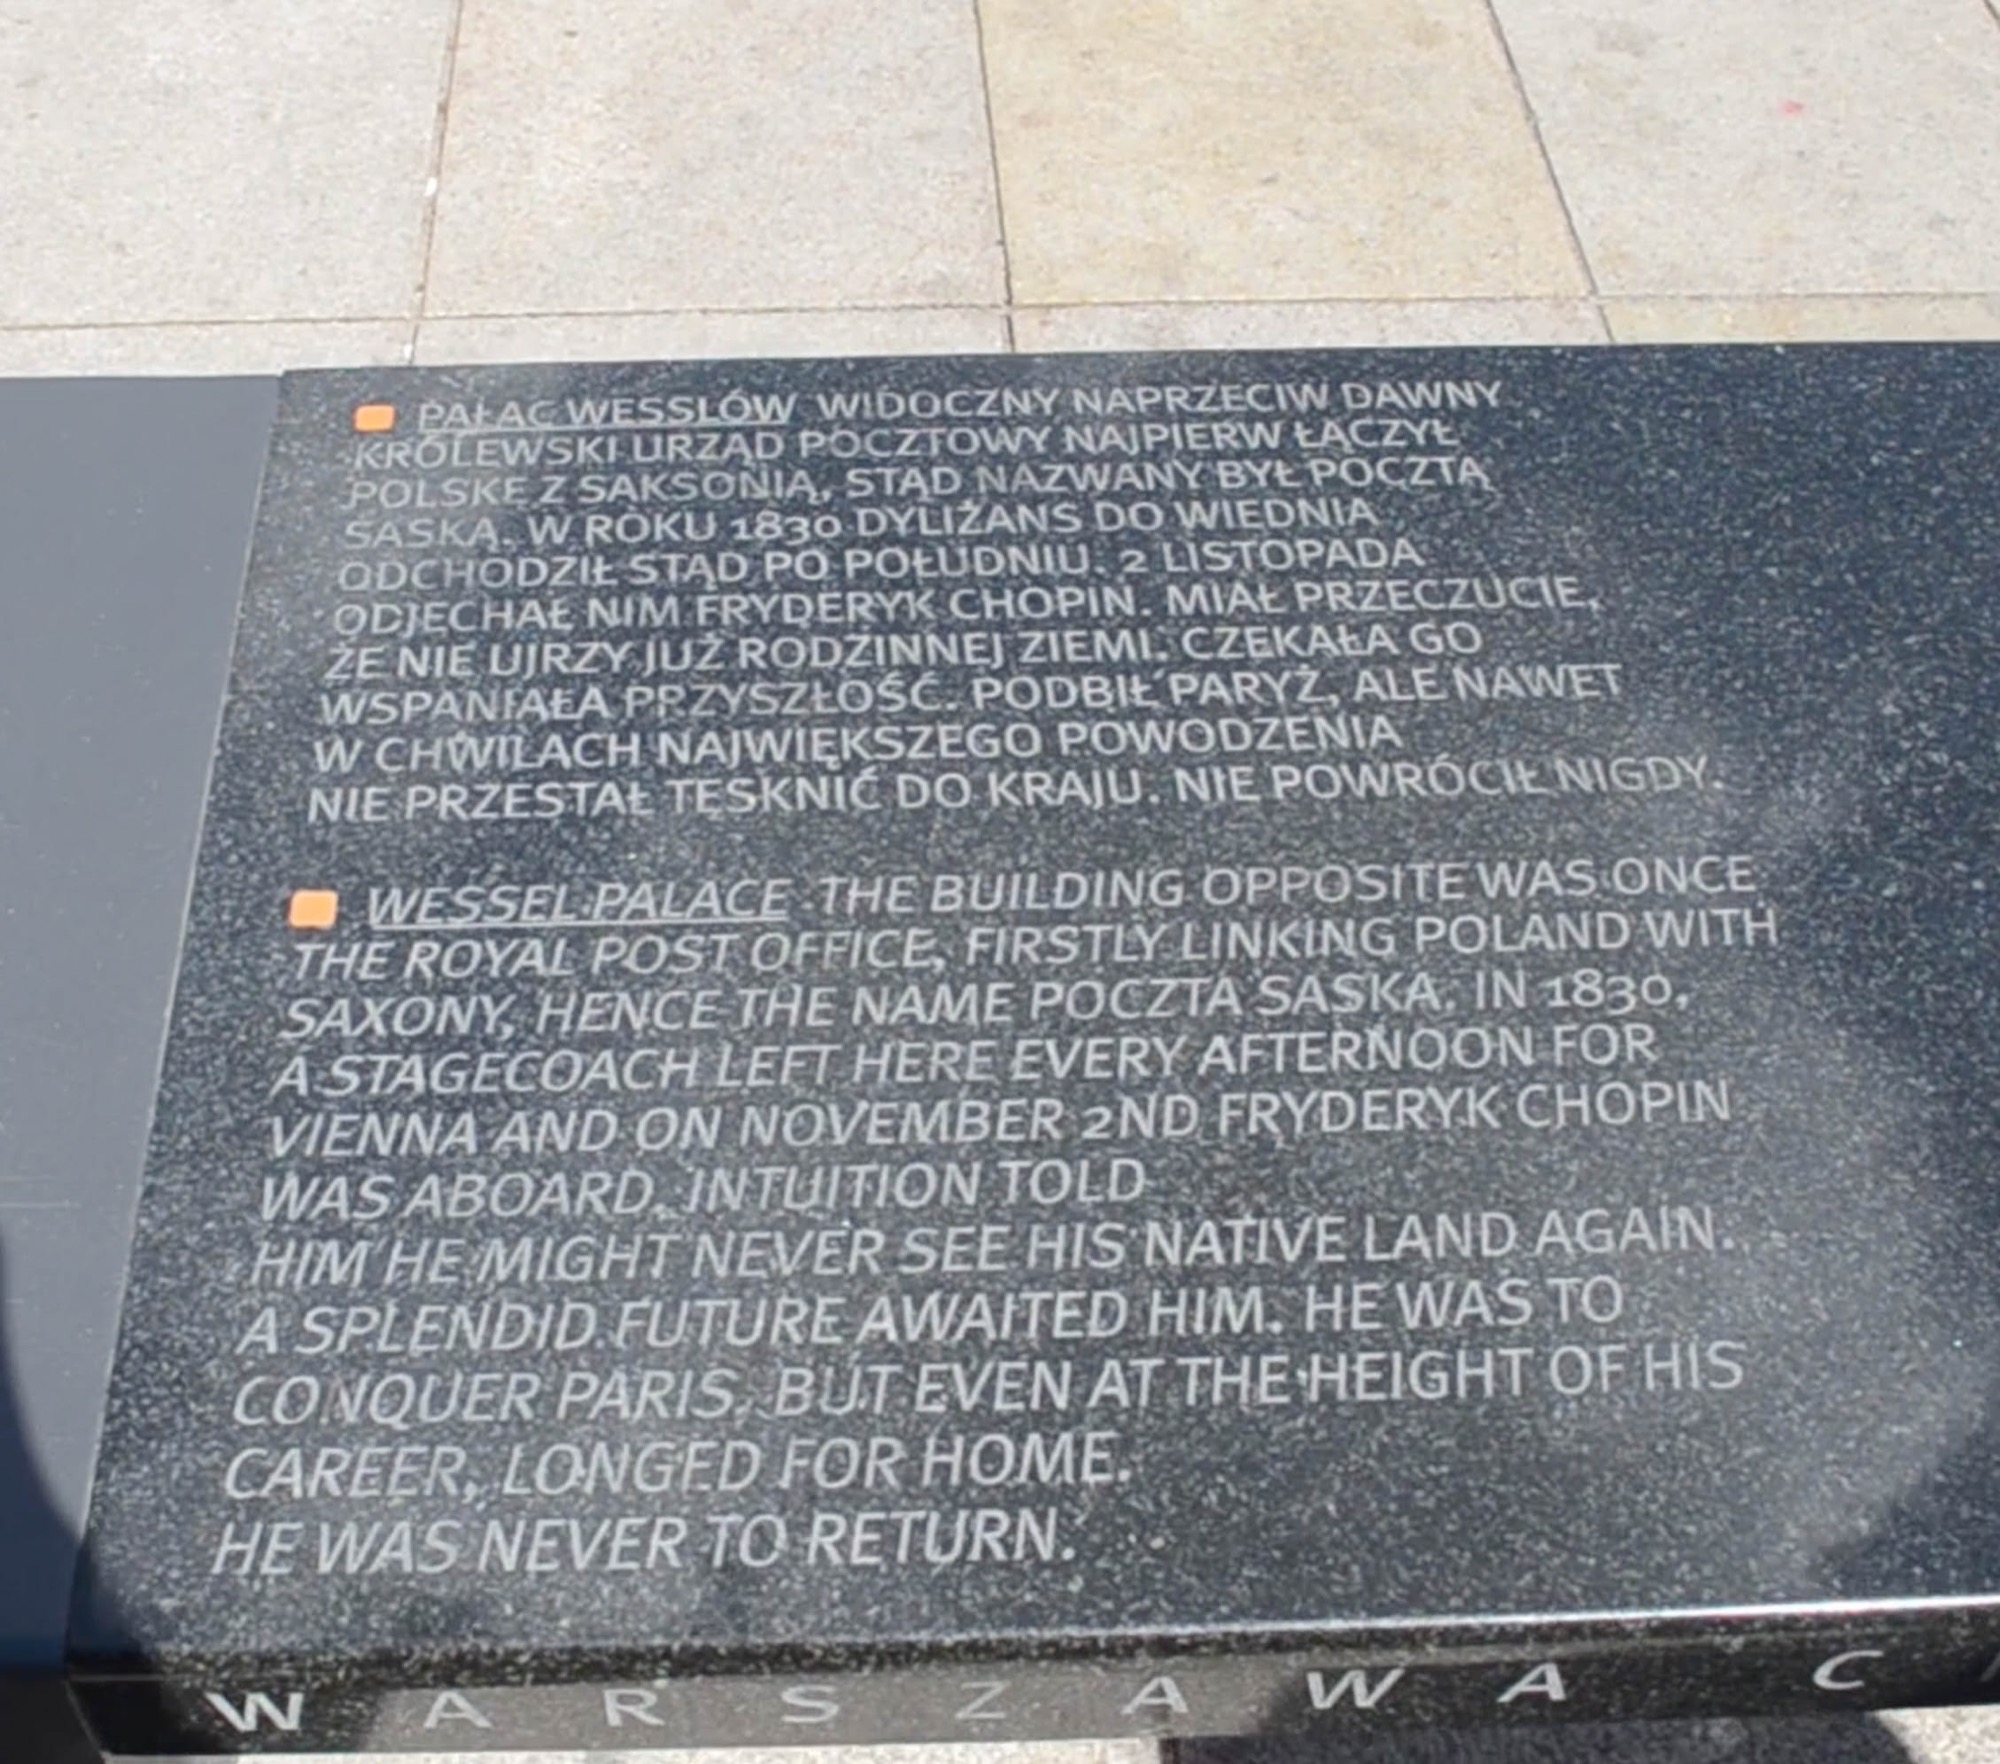 PAŁAC WESSLÓW WIDOCZNY NAPRZECIW DAWNY
KRÓLEWSKI URZĄD POCZTOWY NAJPIERW ŁĄCZYŁ
POLSKĘ Z SAKSONIĄ, STĄD NAZWANY BYŁ POCZTĄ
SASKĄ. W ROKU 1830 DYLIŻANS DO WIEDNIA
ODCHODZIŁ STĄD PO POŁUDNIU. 2 LISTOPADA
ODJECHAŁ NIM FRYDERYK CHOPIN. MIAŁ PRZECZUCIE,
ŻE NIE UJRZY JUŻ RODZINNEJ ZIEMI. CZEKAŁA GO
WSPANIAŁA PRZYSZŁOŚĆ. PODBIŁ PARYŻ, ALE NAWET
W CHWILACH NAJWIĘKSZEGO POWODZENIA
NIE PRZESTAŁ TĘSKNIĆ DO KRAJU. NIE POWRÓCIŁ NIGDY.
WESSEL PALACE THE BUILDING OPPOSITE WAS ONCE
THE ROYAL POST OFFICE, FIRSTLY LINKING POLAND WITH
SAXONY, HENCE THE NAME POCZTA SASKA. IN 1830,
A STAGECOACH LEFT HERE EVERY AFTERNOON FOR
VIENNA AND ON NOVEMBER 2ND FRYDERYK CHOPIN
WAS ABOARD. INTUITION TOLD
HIM HE MIGHT NEVER SEE HIS NATIVE LAND AGAIN.
A SPLENDID FUTURE AWAITED HIM. HE WAS TO
CONQUER PARIS, BUT EVEN AT THE HEIGHT OF HIS
CAREER, LONGED FOR HOME.
HE WAS NEVER TO RETURN.
WARSZAWA C